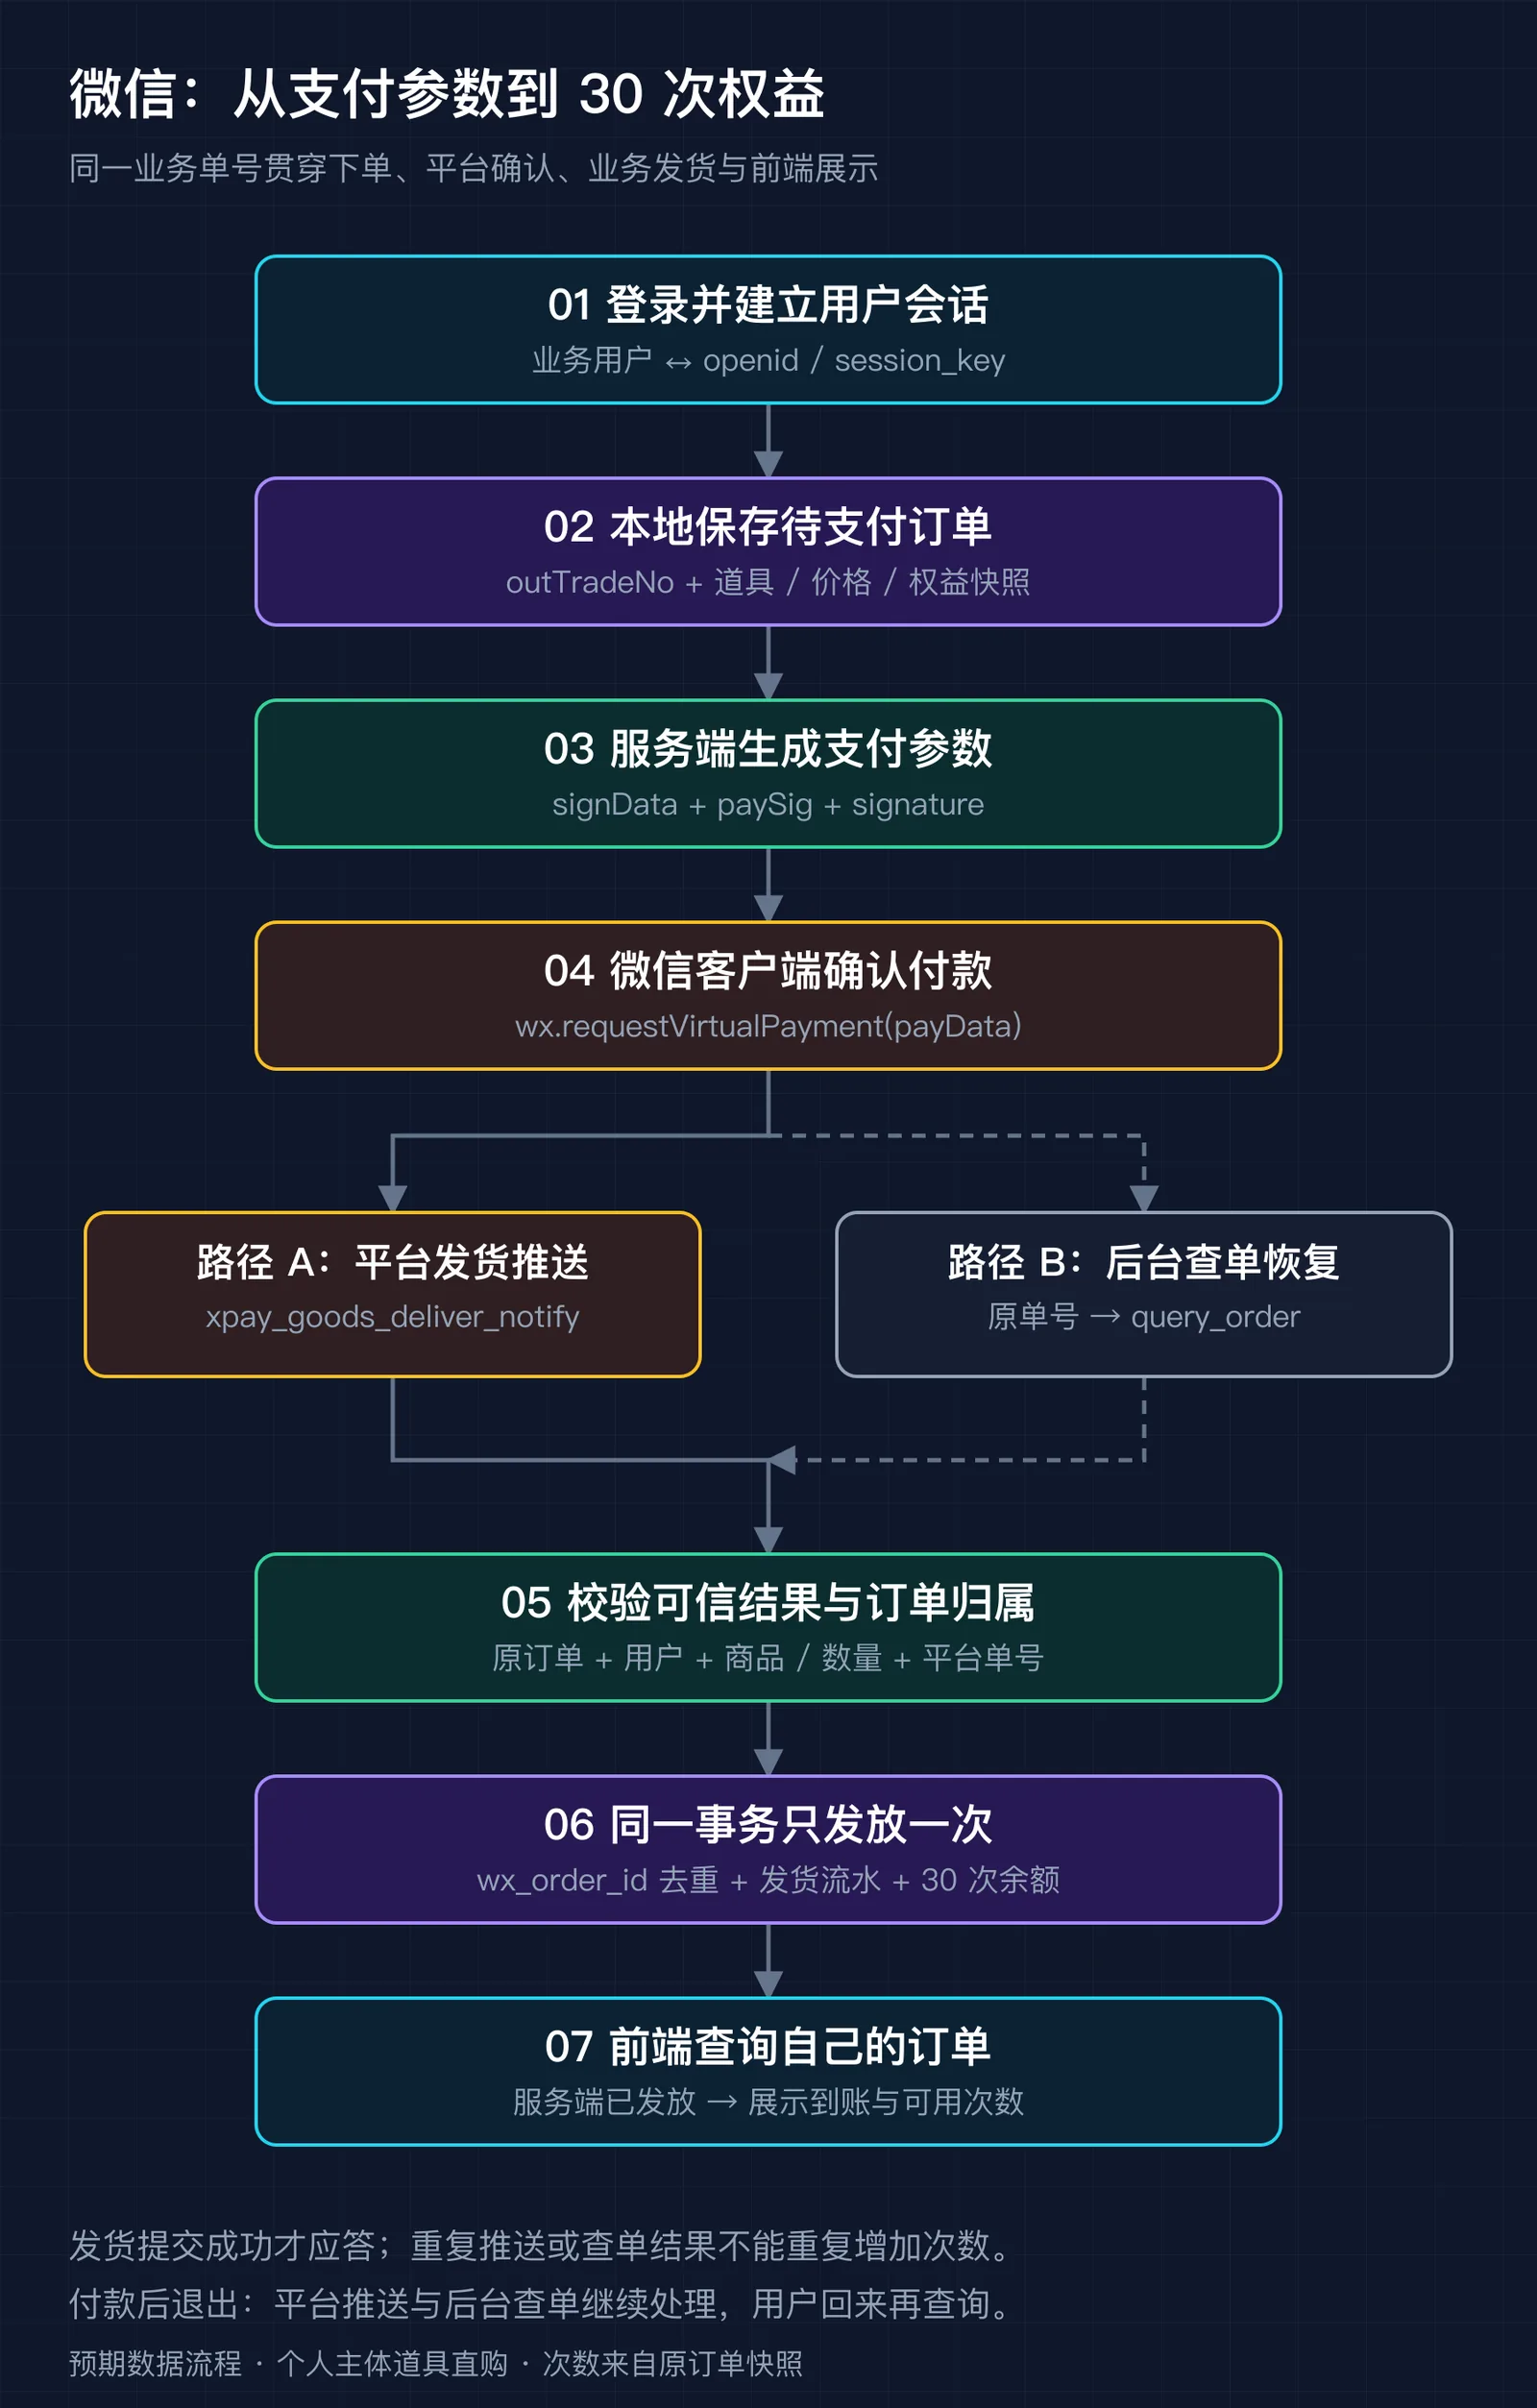 微信：从支付参数到 30 次权益
同一业务单号贯穿下单、平台确认、业务发货与前端展示
01 登录并建立用户会话
业务用户 ↔ openid / session_key
02 本地保存待支付订单
outTradeNo + 道具 / 价格 / 权益快照
03 服务端生成支付参数
signData + paySig + signature
04 微信客户端确认付款
wx.requestVirtualPayment(payData)
路径 A：平台发货推送
xpay_goods_deliver_notify
路径 B：后台查单恢复
原单号 → query_order
05 校验可信结果与订单归属
原订单 + 用户 + 商品 / 数量 + 平台单号
06 同一事务只发放一次
wx_order_id 去重 + 发货流水 + 30 次余额
07 前端查询自己的订单
服务端已发放 → 展示到账与可用次数
发货提交成功才应答；重复推送或查单结果不能重复增加次数。
付款后退出：平台推送与后台查单继续处理，用户回来再查询。
预期数据流程 · 个人主体道具直购 · 次数来自原订单快照